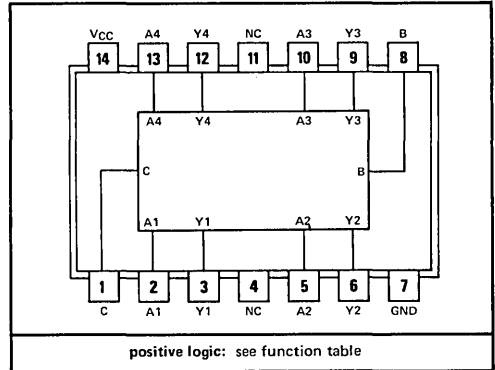 VCC A4 Y4 NC A3 Y3 B
14 13 12 11 10 9 8
A4 Y4 A3 Y3
C B
A1 Y1 A2 Y2
1 2 3 4 5 6 7
C A1 Y1 NC A2 Y2 GND
positive logic: see function table